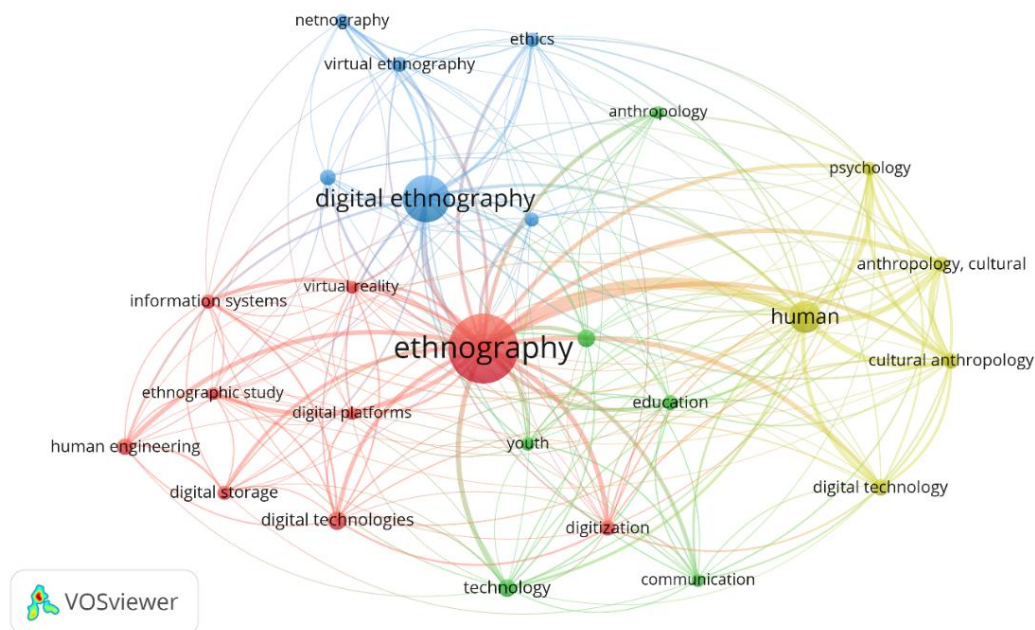 netnography
ethics
virtual ethnography
anthropology
psychology
digital ethnography
anthropology, cultural
virtual reality
information systems
human
ethnography
cultural anthropology
ethnographic study
education
digital platforms
youth
human engineering
digital technology
digital storage
digital technologies
digitization
communication
technology
VOSviewer